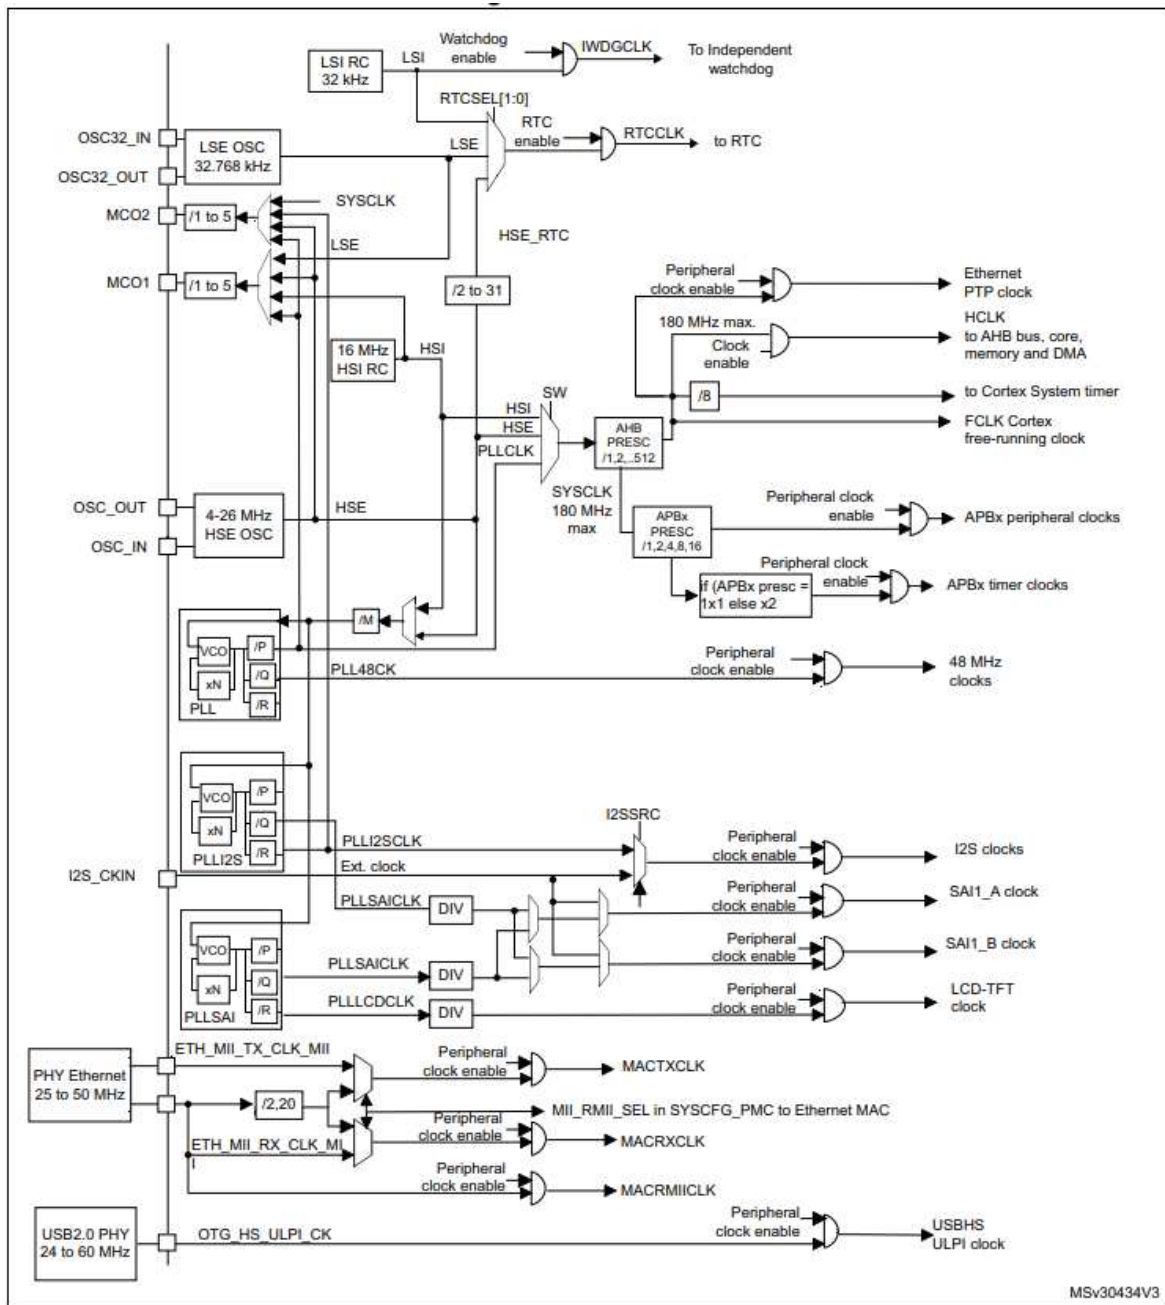 Watchdog
enable
IWDGCLK
To Independent
watchdog
LSI RC
32 kHz
LSI
RTCSEL[1:0]
OSC32_IN
LSE OSC
32.768 kHz
LSE
RTC
enable
RTCCLK
to RTC
OSC32_OUT
SYSCLK
MCO2
/1 to 5
HSE_RTC
LSE
MCO1
/1 to 5
/2 to 31
Peripheral
clock enable
Ethernet
PTP clock
180 MHz max.
HCLK
to AHB bus, core,
memory and DMA
Clock
enable
16 MHz
HSI RC
HSI
SW
/8
to Cortex System timer
HSI
HSE
PLLCLK
AHB
PRESC
/1,2,..512
FCLK Cortex
free-running clock
OSC_OUT
4-26 MHz
HSE OSC
HSE
SYSCLK
180 MHz
max
Peripheral clock
enable
APBx peripheral clocks
APBx
PRESC
/1,2,4,8,16
OSC_IN
Peripheral clock
enable
APBx timer clocks
if (APBx presc =
1x1 else x2
/M
VCO
/P
xN
/Q
PLL
/R
PLL48CK
Peripheral
clock enable
48 MHz
clocks
VCO
/P
xN
/Q
PLLI2S
/R
I2SSRC
PLLI2SCLK
Peripheral
clock enable
I2S clocks
I2S_CKIN
Ext. clock
PLLSAICLK
DIV
Peripheral
clock enable
SAI1_A clock
VCO
/P
xN
/Q
PLLSAI
/R
PLLSAICLK
DIV
Peripheral
clock enable
SAI1_B clock
PLLLCDCLK
DIV
Peripheral
clock enable
LCD-TFT
clock
ETH_MII_TX_CLK_MII
PHY Ethernet
25 to 50 MHz
Peripheral
clock enable
MACTXCLK
/2,20
MII_RMII_SEL in SYSCFG_PMC to Ethernet MAC
ETH_MII_RX_CLK_MI
I
Peripheral
clock enable
MACRXCLK
Peripheral
clock enable
MACRMIICLK
USB2.0 PHY
24 to 60 MHz
OTG_HS_ULPI_CK
Peripheral
clock enable
USBHS
ULPI clock
MSv30434V3